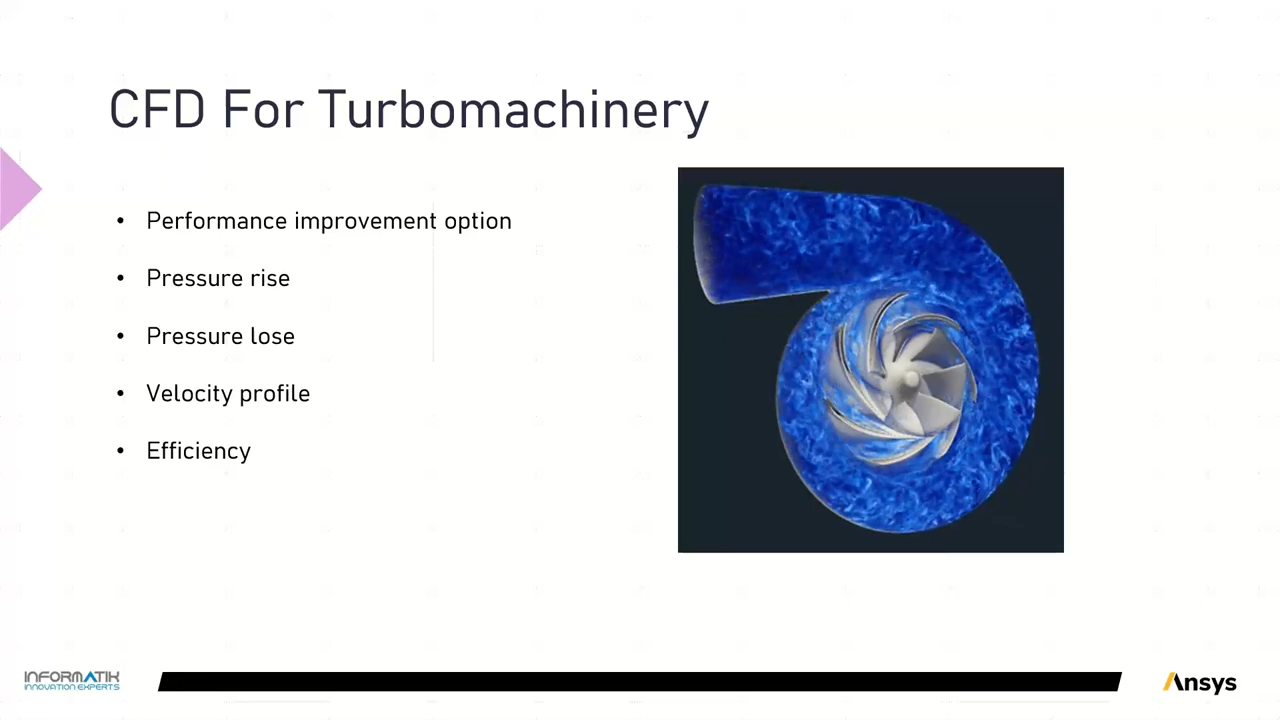 CFD For Turbomachinery
• Performance improvement option
• Pressure rise
• Pressure lose
• Velocity profile
• Efficiency
INFORMATIK
INNOVATION EXPERTS
Ansys